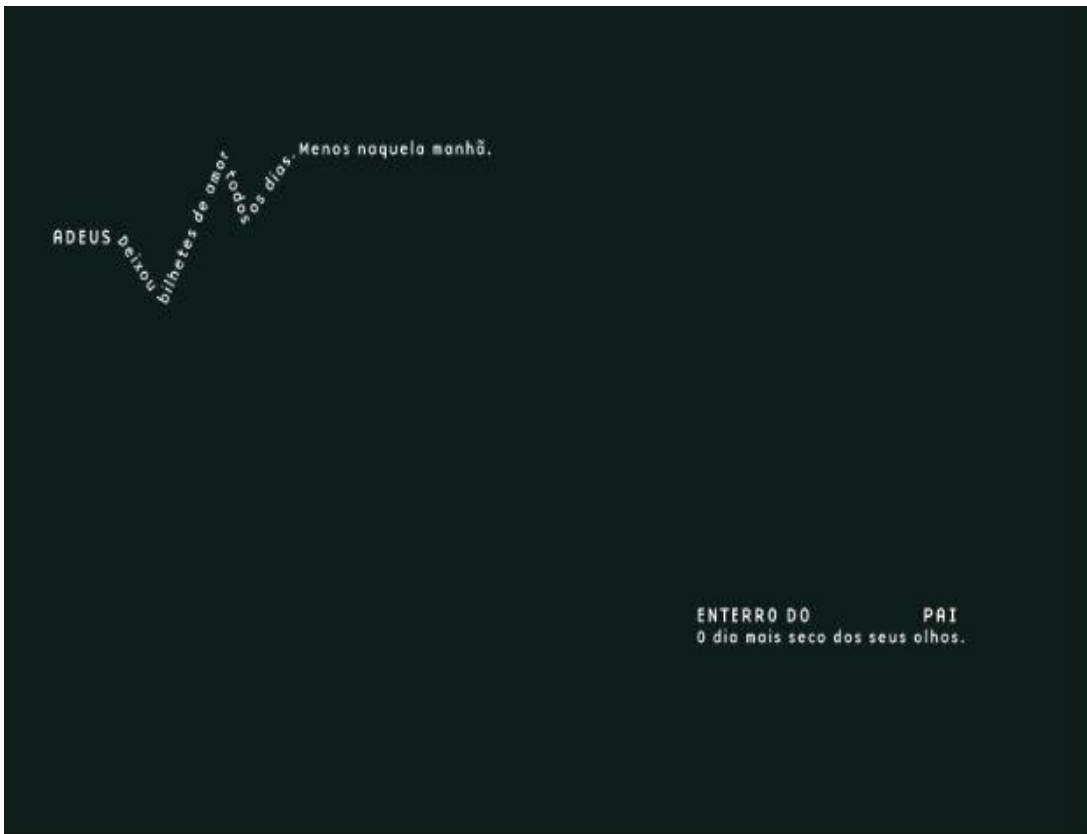 ADEUS Deixou bilhetes de amor todos os dias. Menos naquela manhã.
ENTERRO DO PAI
O dia mais seco dos seus olhos.